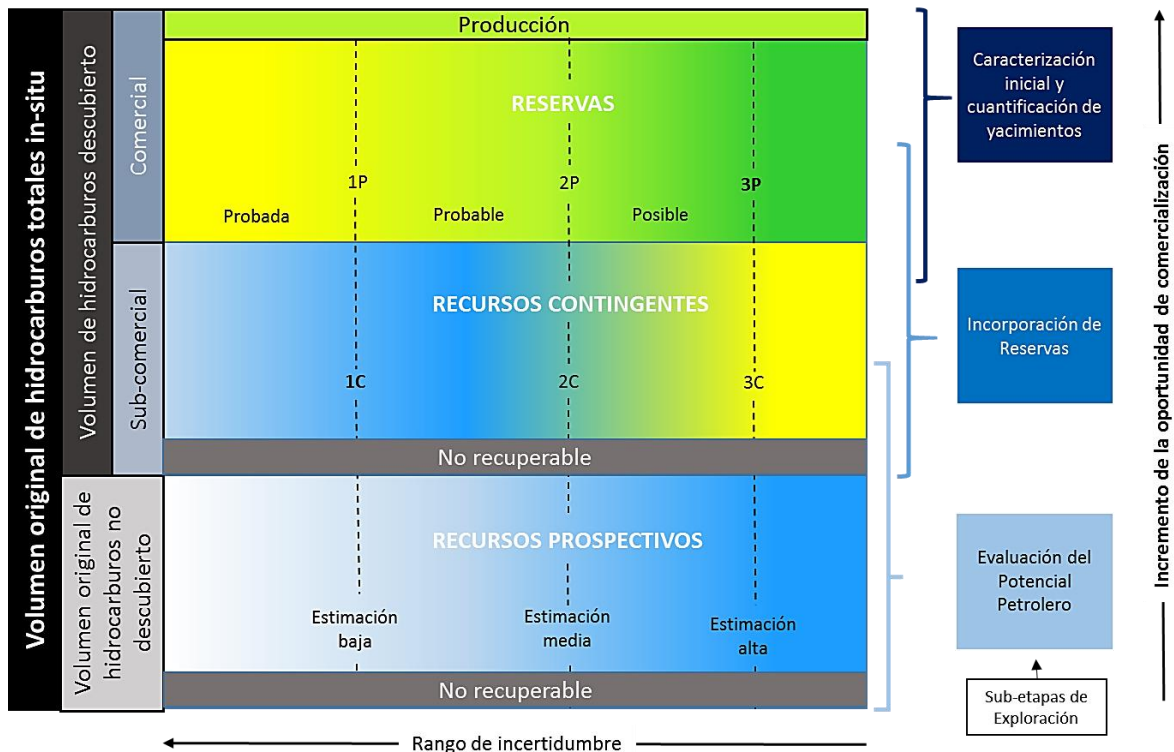 Volumen original de hidrocarburos totales in-situ
Volumen de hidrocarburos descubierto
Comercial
Sub-comercial
Volumen original de
hidrocarburos no
descubierto
Producción
RESERVAS
1P
2P
3P
Probada
Probable
Posible
RECURSOS CONTINGENTES
1C
2C
3C
No recuperable
RECURSOS PROSPECTIVOS
Estimación
baja
Estimación
media
Estimación
alta
No recuperable
Rango de incertidumbre
Caracterización
inicial y
cuantificación de
yacimientos
Incorporación de
Reservas
Evaluación del
Potencial
Petrolero
Sub-etapas de
Exploración
Incremento de la oportunidad de comercialización